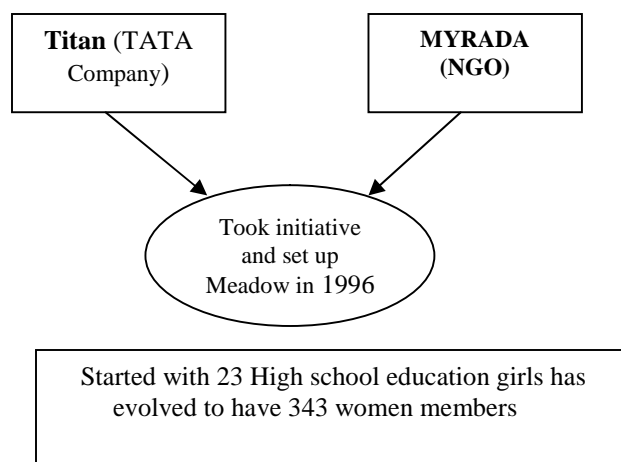 Titan (TATA
Company)
MYRADA
(NGO)
Took initiative
and set up
Meadow in 1996
Started with 23 High school education girls has
evolved to have 343 women members